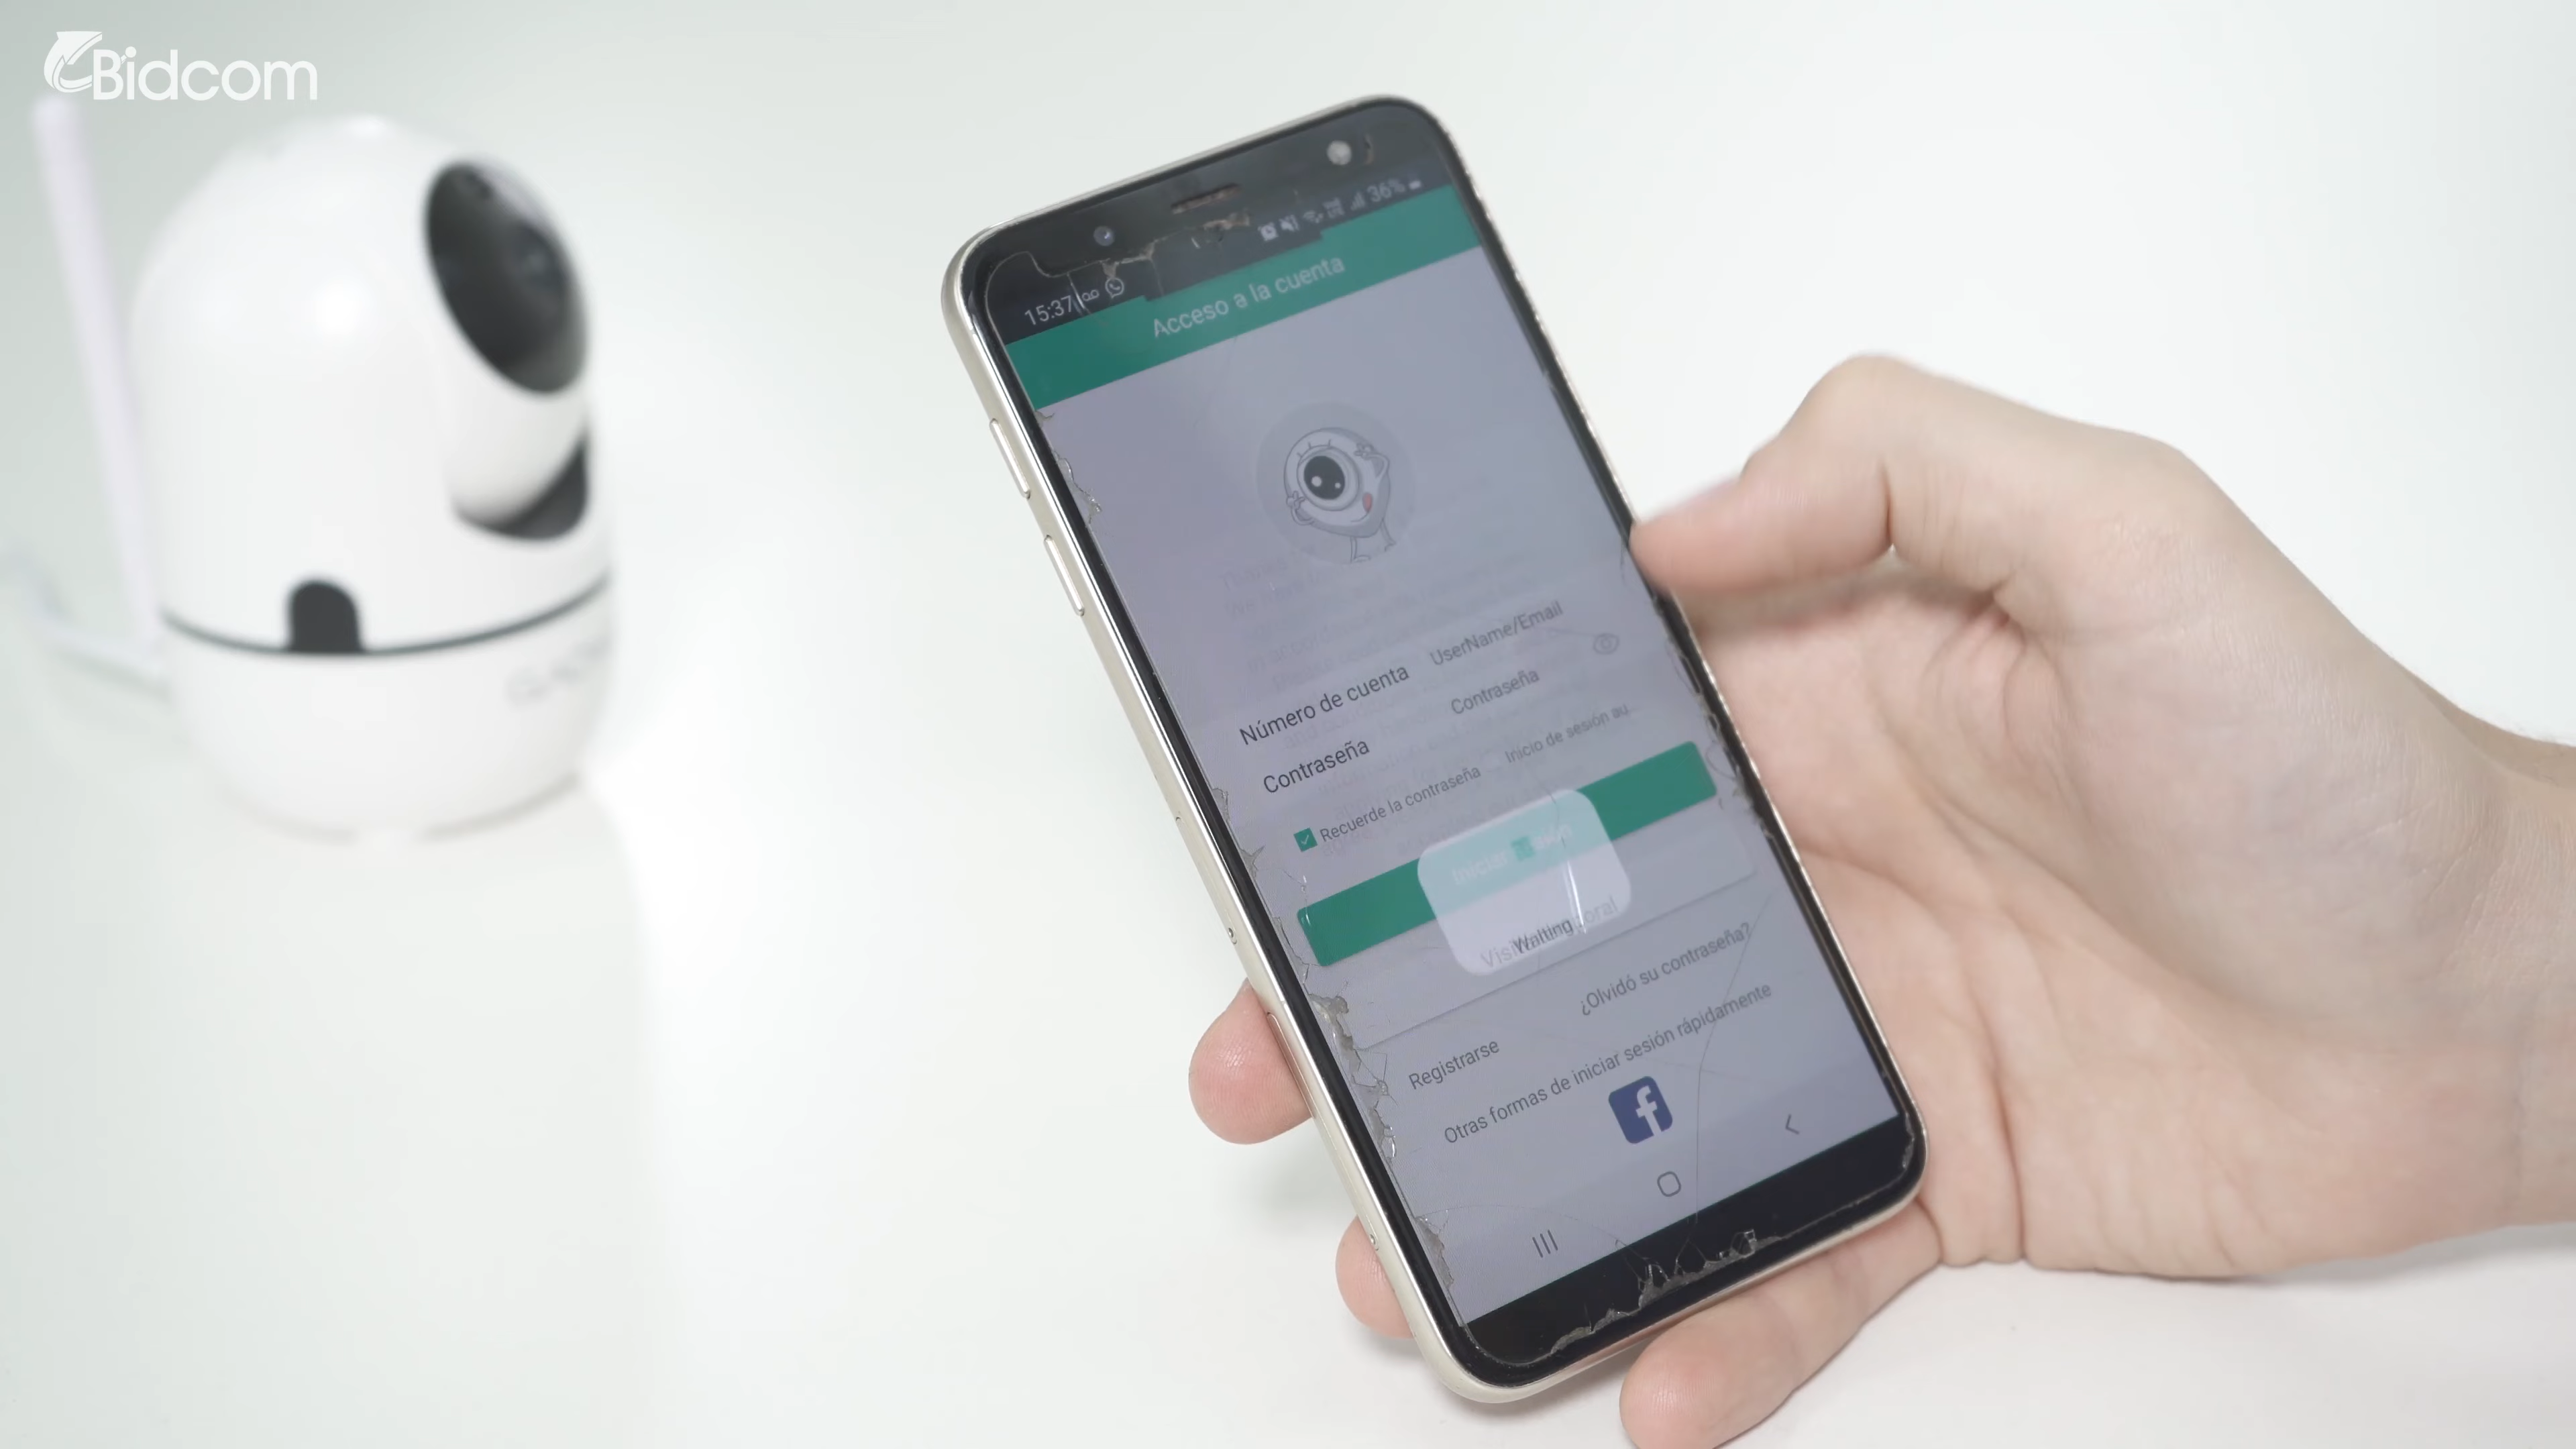 Bidcom
15:37
36%
Acceso a la cuenta
Número de cuenta UserName/Email
Contraseña Contraseña
Recuerde la contraseña Inicio de sesión au...
Waiting
Registrarse ¿Olvidó su contraseña?
Otras formas de iniciar sesión rápidamente
f